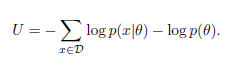 U = − ∑ log p(x|θ) − log p(θ).
x∈𝒟